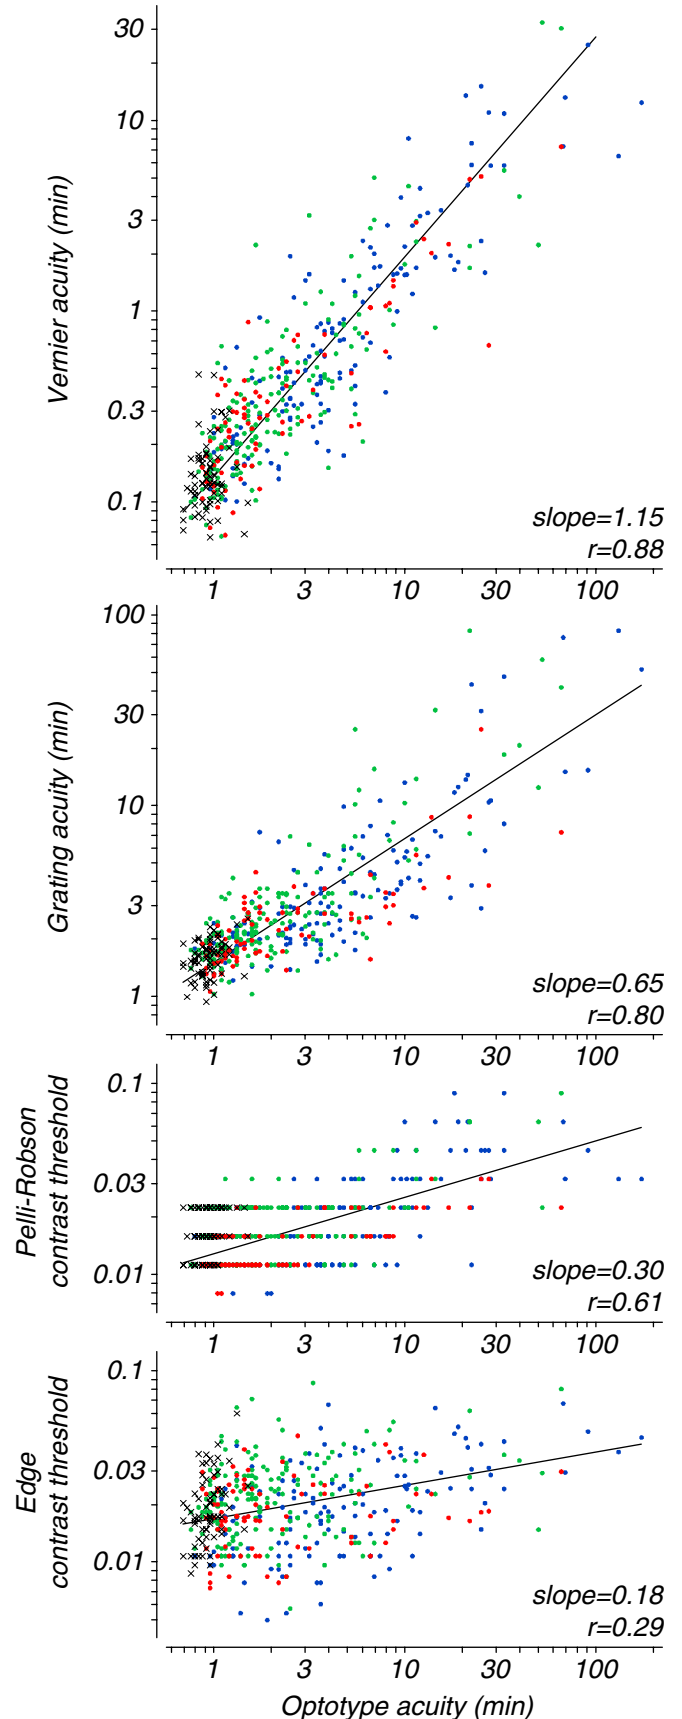 30
10
3
1
0.3
0.1
Vernier acuity (min)
slope=1.15
r=0.88
1 3 10 30 100
100
30
10
3
1
Grating acuity (min)
slope=0.65
r=0.80
1 3 10 30 100
0.1
0.03
0.01
Pelli-Robson
contrast threshold
slope=0.30
r=0.61
1 3 10 30 100
0.1
0.03
0.01
Edge
contrast threshold
slope=0.18
r=0.29
1 3 10 30 100
Optotype acuity (min)